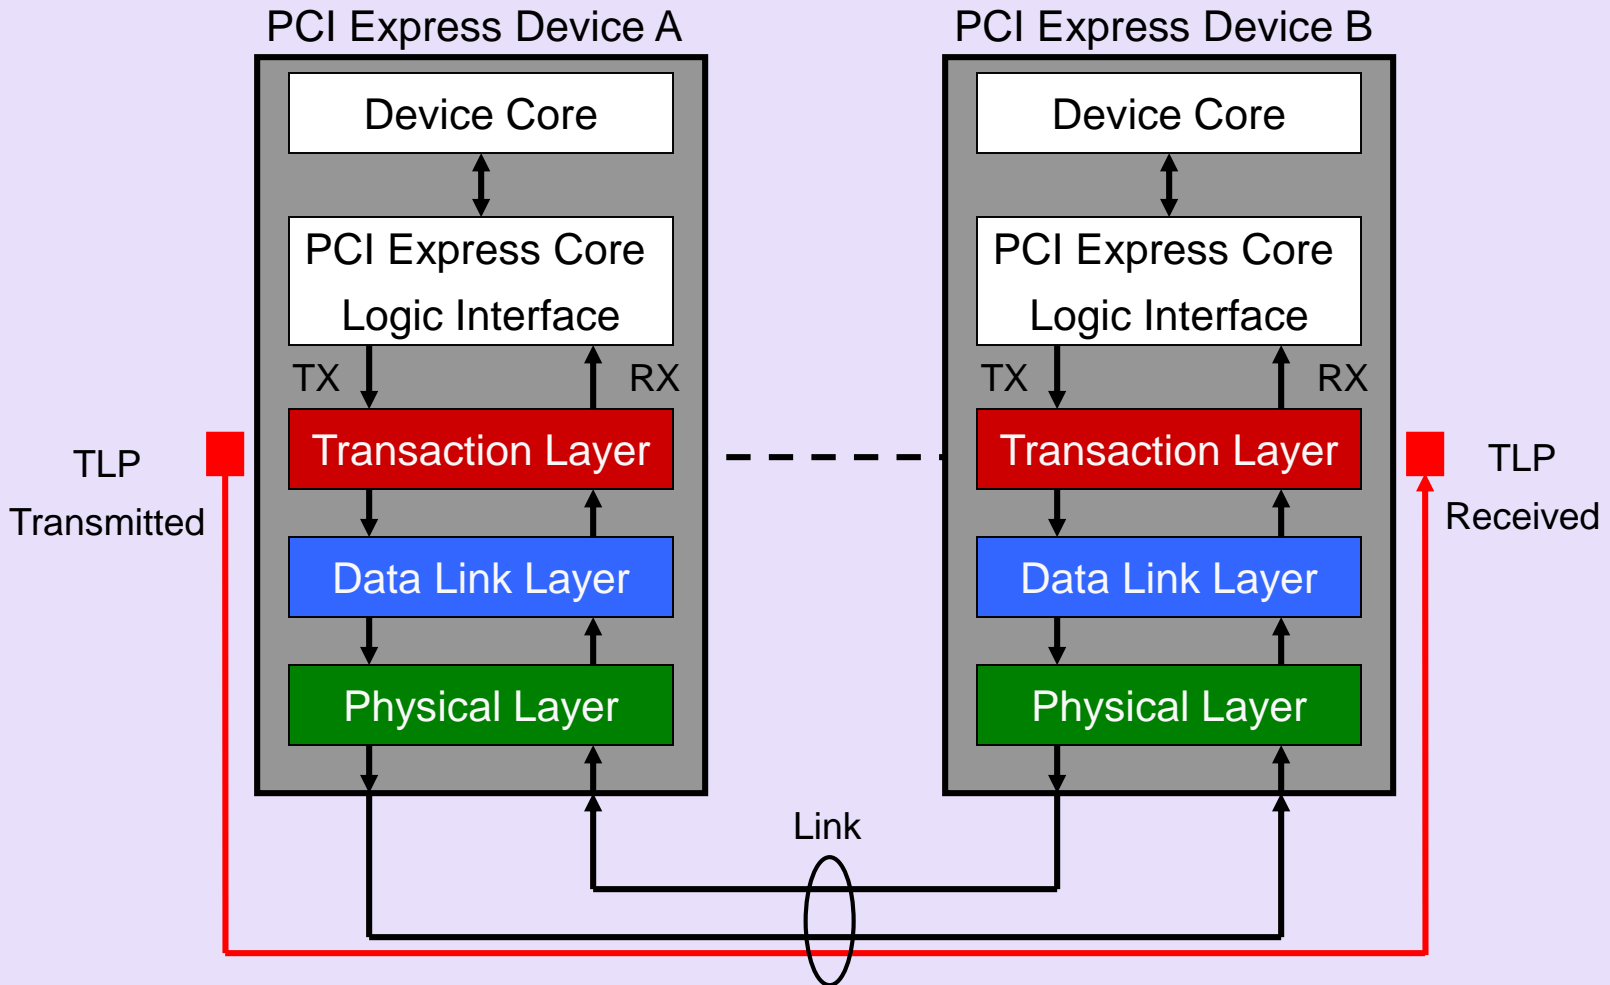 PCI Express Device A
Device Core
PCI Express Core
Logic Interface
TX
RX
Transaction Layer
Data Link Layer
Physical Layer
TLP
Transmitted
PCI Express Device B
Device Core
PCI Express Core
Logic Interface
TX
RX
Transaction Layer
Data Link Layer
Physical Layer
TLP
Received
Link